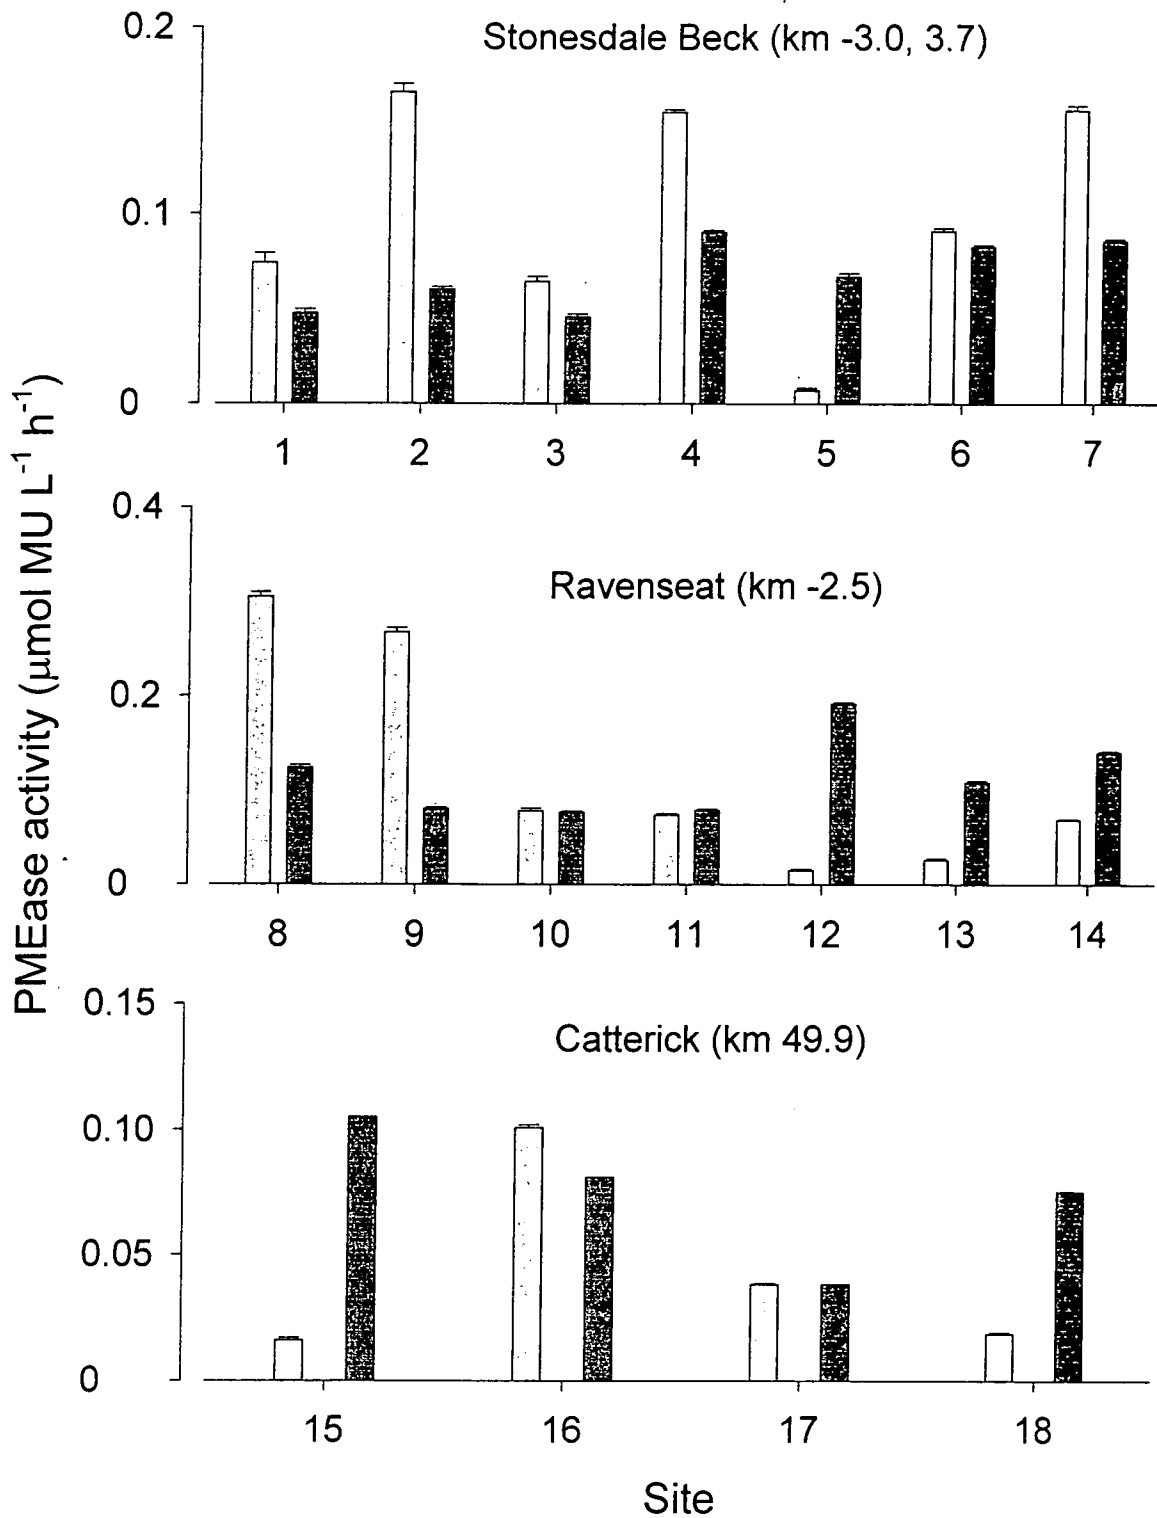 0.2
Stonesdale Beck (km -3.0, 3.7)
0.1
0
1 2 3 4 5 6 7
PMEase activity (μmol MU L⁻¹ h⁻¹)
0.4
Ravenseat (km -2.5)
0.2
0
8 9 10 11 12 13 14
0.15
Catterick (km 49.9)
0.10
0.05
0
15 16 17 18
Site